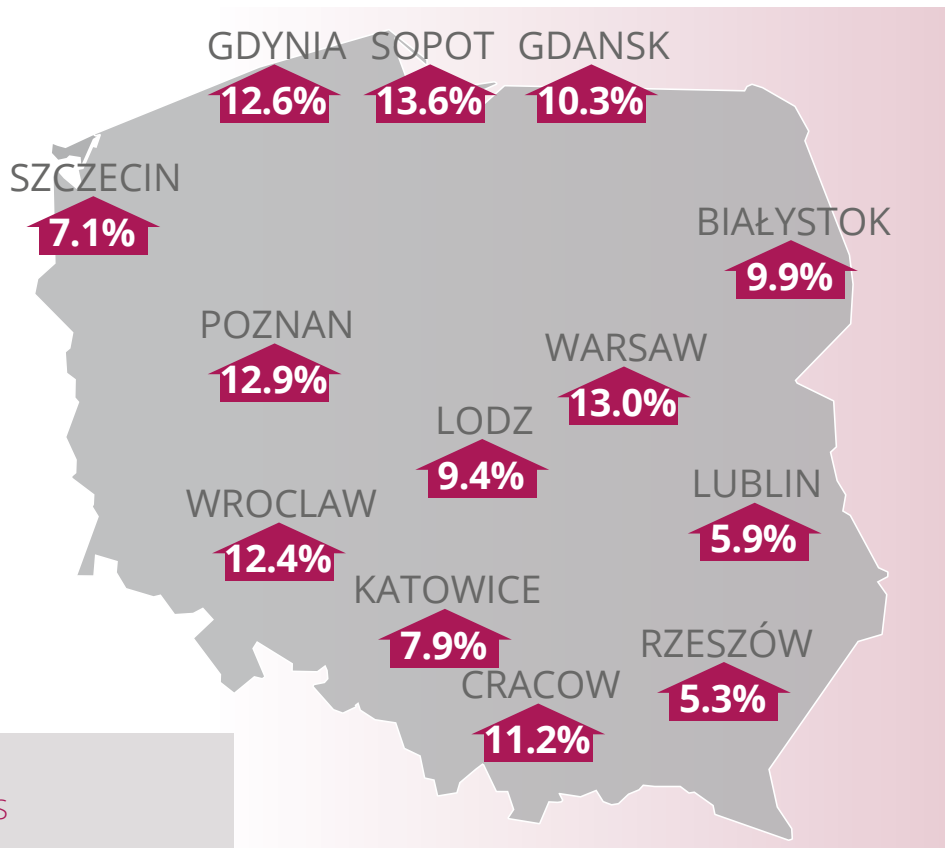 GDYNIA SOPOT GDANSK
12.6% 13.6% 10.3%
SZCZECIN
7.1%
BIAŁYSTOK
9.9%
POZNAN
12.9%
WARSAW
13.0%
LODZ
9.4%
LUBLIN
5.9%
WROCLAW
12.4%
KATOWICE
7.9%
RZESZÓW
5.3%
CRACOW
11.2%
S